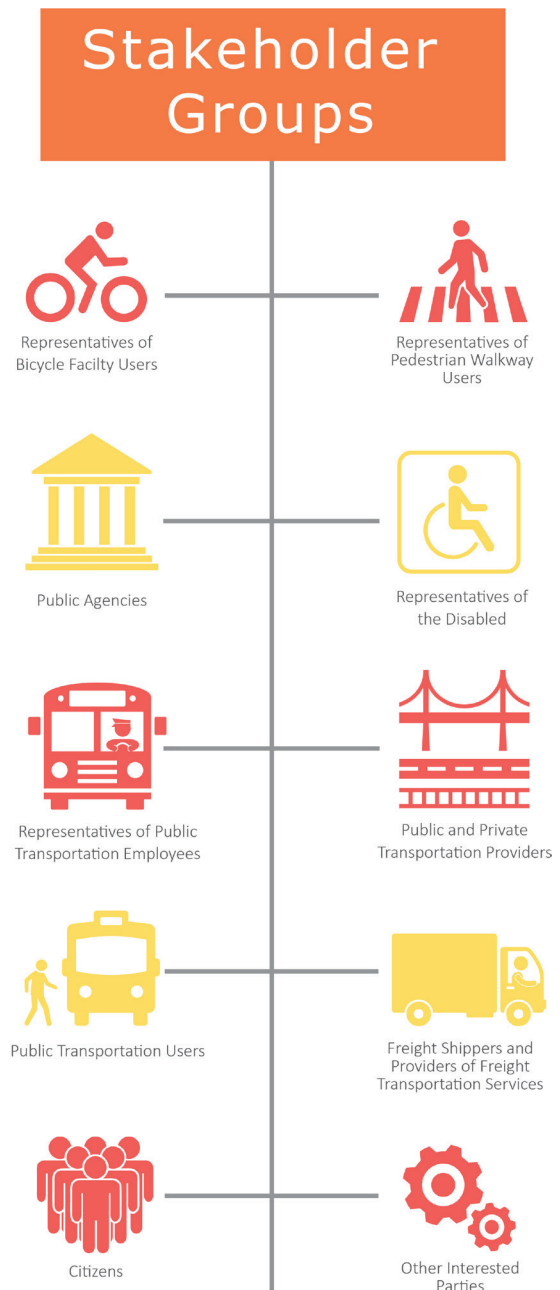 Stakeholder
Groups
Representatives of
Bicycle Facilty Users
Representatives of
Pedestrian Walkway
Users
Public Agencies
Representatives of
the Disabled
Representatives of Public
Transportation Employees
Public and Private
Transportation Providers
Public Transportation Users
Freight Shippers and
Providers of Freight
Transportation Services
Citizens
Other Interested
Parties